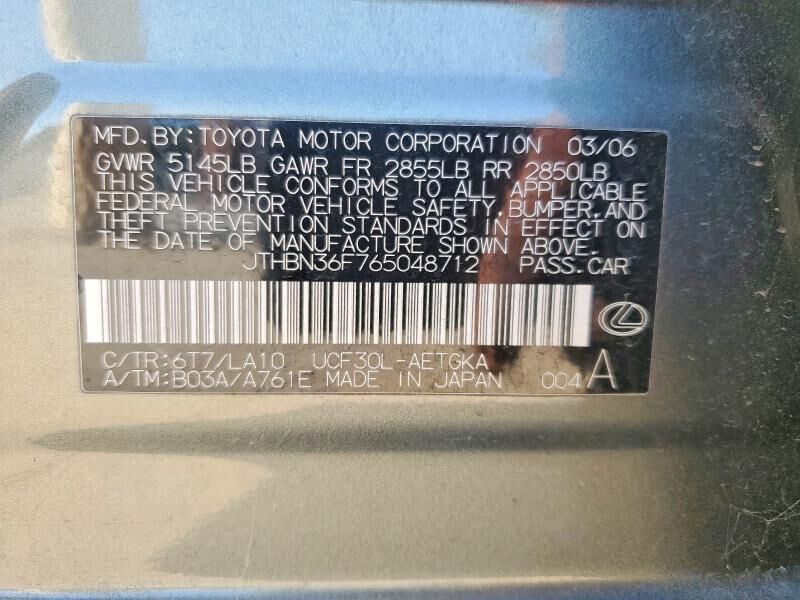 MFD.BY:TOYOTA MOTOR CORPORATION 03/06
GVWR 5145LB GAWR FR 2855LB RR 2850LB
THIS VEHICLE CONFORMS TO ALL APPLICABLE
FEDERAL MOTOR VEHICLE SAFETY,BUMPER,AND
THEFT PREVENTION STANDARDS IN EFFECT ON
THE DATE OF MANUFACTURE SHOWN ABOVE.
JTHBN36F765048712 PASS.CAR
C/TR:6T7/LA10 UCF30L-AETGKA
A/TM:B03A/A761E MADE IN JAPAN 004 A